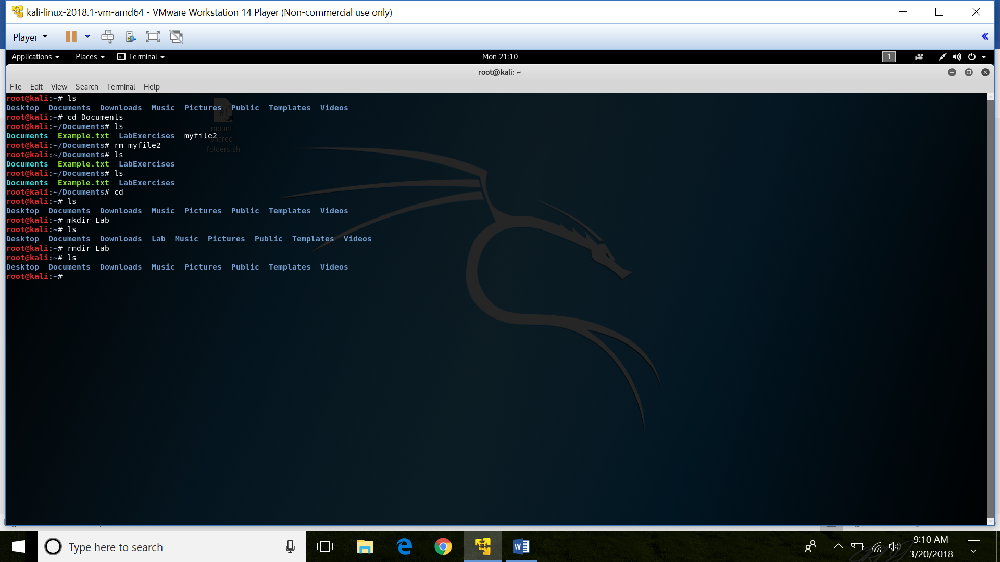 kali-linux-2018.1-vm-amd64 - VMware Workstation 14 Player (Non-commercial use only)
Player
Applications Places Terminal Mon 21:10 1
root@kali: ~
File Edit View Search Terminal Help
root@kali:~# ls
Desktop Documents Downloads Music Pictures Public Templates Videos
root@kali:~# cd Documents
root@kali:~/Documents# ls
Documents Example.txt LabExercises myfile2
root@kali:~/Documents# rm myfile2
root@kali:~/Documents# ls
Documents Example.txt LabExercises
root@kali:~/Documents# ls
Documents Example.txt LabExercises
root@kali:~/Documents# cd
root@kali:~# ls
Desktop Documents Downloads Music Pictures Public Templates Videos
root@kali:~# mkdir Lab
root@kali:~# ls
Desktop Documents Downloads Lab Music Pictures Public Templates Videos
root@kali:~# rmdir Lab
root@kali:~# ls
Desktop Documents Downloads Music Pictures Public Templates Videos
root@kali:~#
mount-
shared-
folders.sh
Type here to search
9:10 AM
3/20/2018